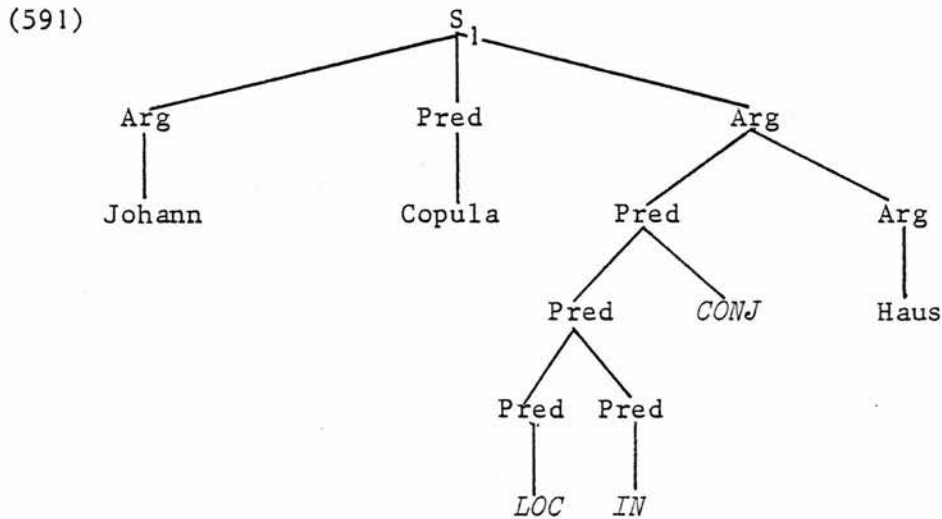 (591)
S1
Arg Pred Arg
Johann Copula Pred Arg
Pred CONJ Haus
Pred Pred
LOC IN